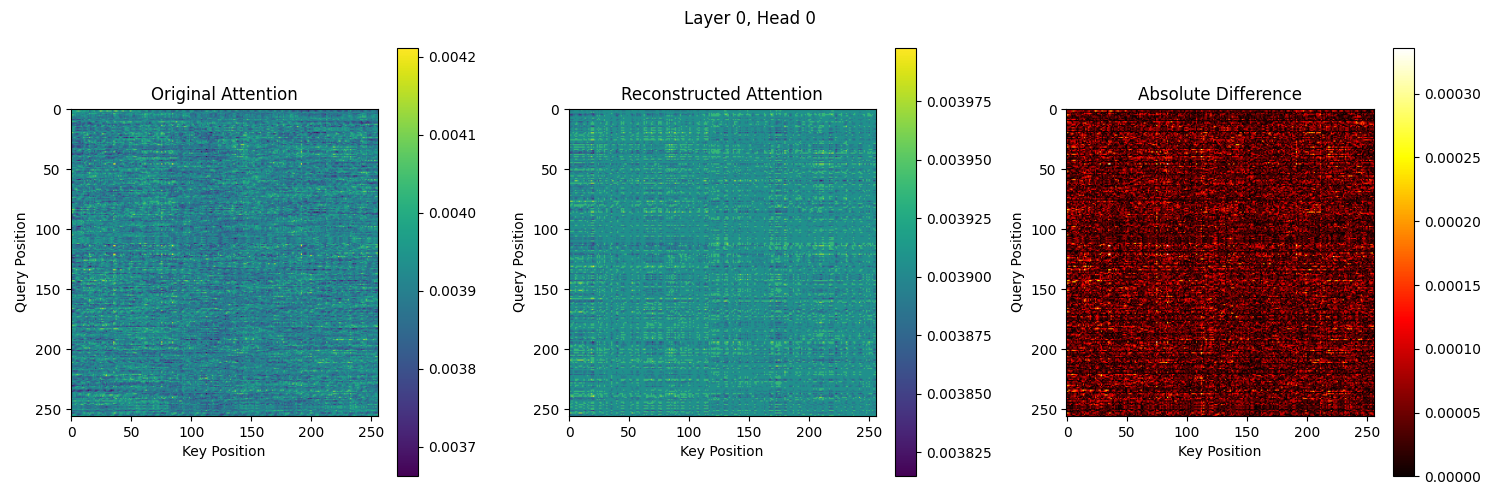 Layer 0, Head 0
Original Attention
Query Position
0
50
100
150
200
250
0 50 100 150 200 250
Key Position
0.0042
0.0041
0.0040
0.0039
0.0038
0.0037
Reconstructed Attention
Query Position
0
50
100
150
200
250
0 50 100 150 200 250
Key Position
0.003975
0.003950
0.003925
0.003900
0.003875
0.003850
0.003825
Absolute Difference
Query Position
0
50
100
150
200
250
0 50 100 150 200 250
Key Position
0.00030
0.00025
0.00020
0.00015
0.00010
0.00005
0.00000